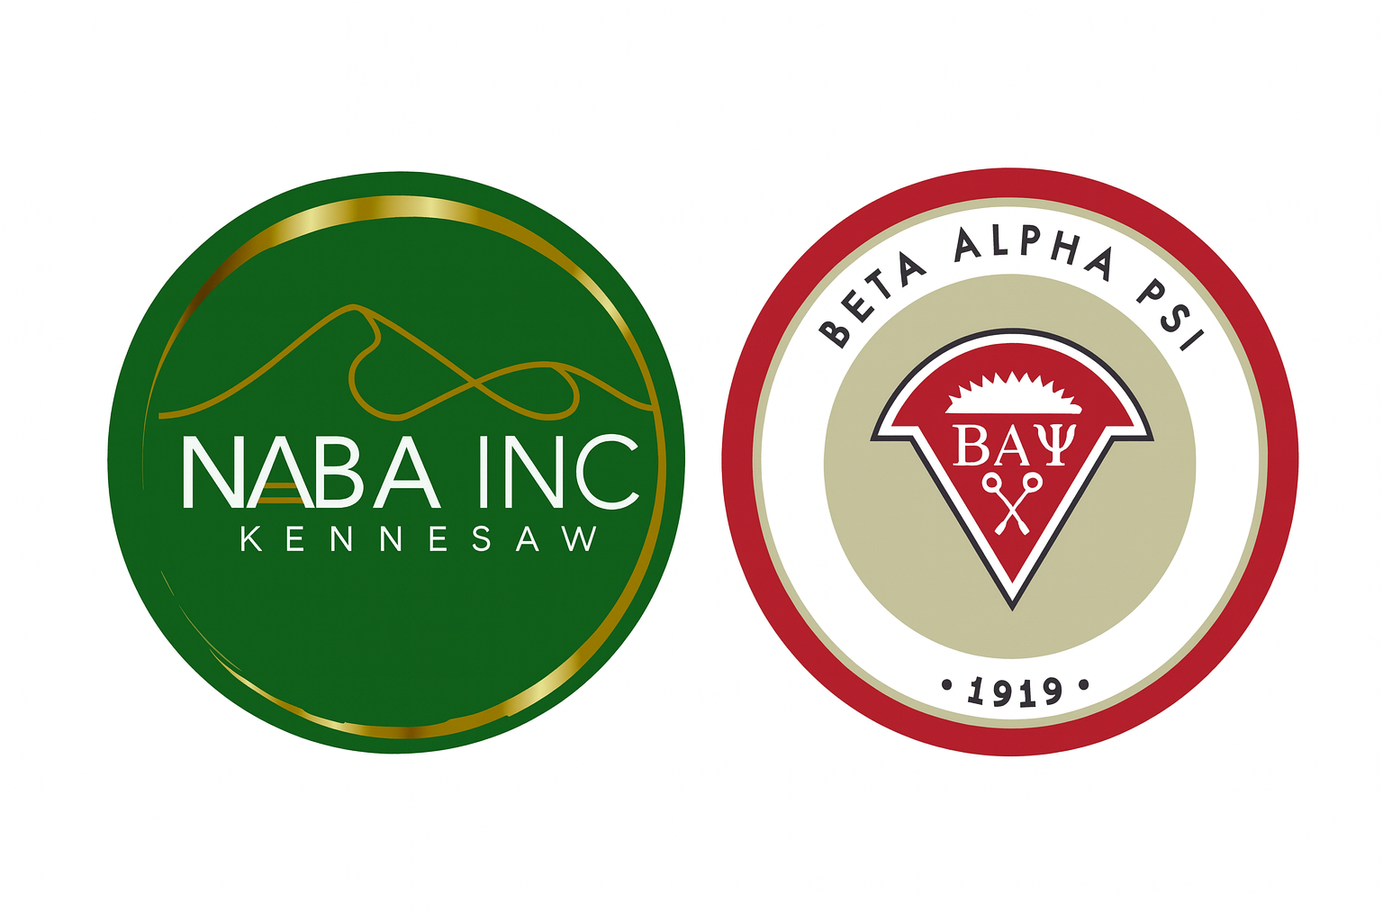 NABA INC
KENNESAW
BETA ALPHA PSI
ΒΑΨ
• 1919 •